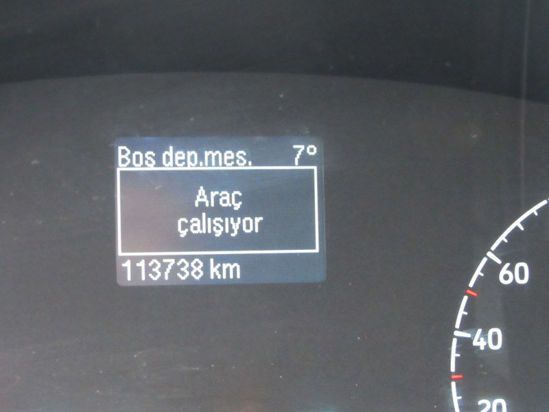 Boş dep.mes. 7°
Araç
çalışıyor
113738 km
60
40
20